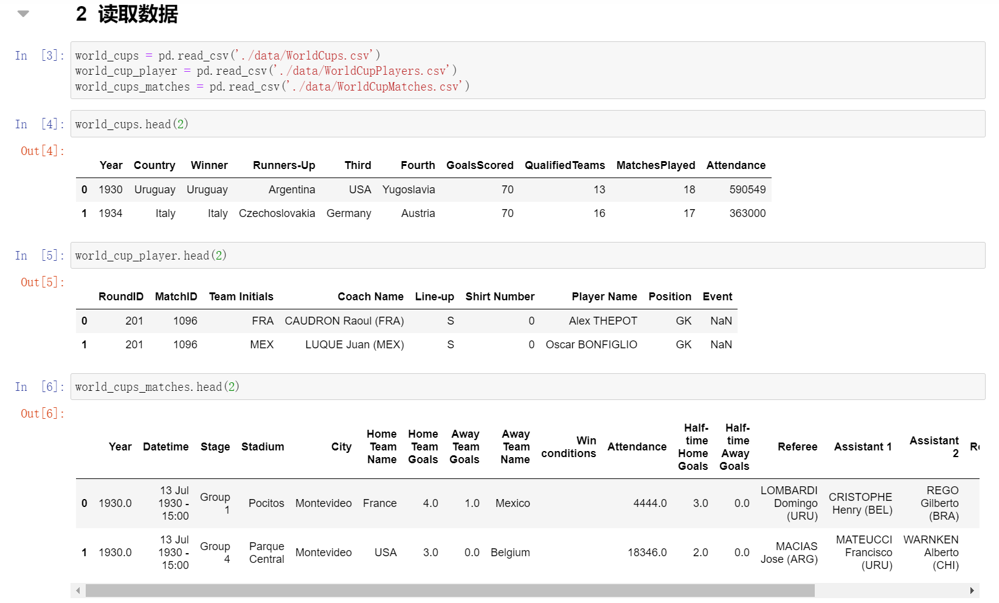 2 读取数据
In [3]:
world_cups = pd.read_csv('./data/WorldCups.csv')
world_cup_player = pd.read_csv('./data/WorldCupPlayers.csv')
world_cups_matches = pd.read_csv('./data/WorldCupMatches.csv')
In [4]: world_cups.head(2)
Out[4]:
Year Country Winner Runners-Up Third Fourth GoalsScored QualifiedTeams MatchesPlayed Attendance
0 1930 Uruguay Uruguay Argentina USA Yugoslavia 70 13 18 590549
1 1934 Italy Italy Czechoslovakia Germany Austria 70 16 17 363000
In [5]: world_cup_player.head(2)
Out[5]:
RoundID MatchID Team Initials Coach Name Line-up Shirt Number Player Name Position Event
0 201 1096 FRA CAUDRON Raoul (FRA) S 0 Alex THEPOT GK NaN
1 201 1096 MEX LUQUE Juan (MEX) S 0 Oscar BONFIGLIO GK NaN
In [6]: world_cups_matches.head(2)
Out[6]:
Year Datetime Stage Stadium City
Home
Team
Name
Home
Team
Goals
Away
Team
Goals
Away
Team
Name
Win
conditions
Attendance
Half-
time
Home
Goals
Half-
time
Away
Goals
Referee
Assistant 1
Assistant
2
0 1930.0
13 Jul
1930 -
15:00
Group
1
Pocitos Montevideo France 4.0 1.0 Mexico 4444.0 3.0 0.0
LOMBARDI
Domingo
(URU)
CRISTOPHE
Henry (BEL)
REGO
Gilberto
(BRA)
1 1930.0
13 Jul
1930 -
15:00
Group
4
Parque
Central
Montevideo USA 3.0 0.0 Belgium 18346.0 2.0 0.0
MACIAS
Jose (ARG)
MATEUCCI
Francisco
(URU)
WARNKEN
Alberto
(CHI)